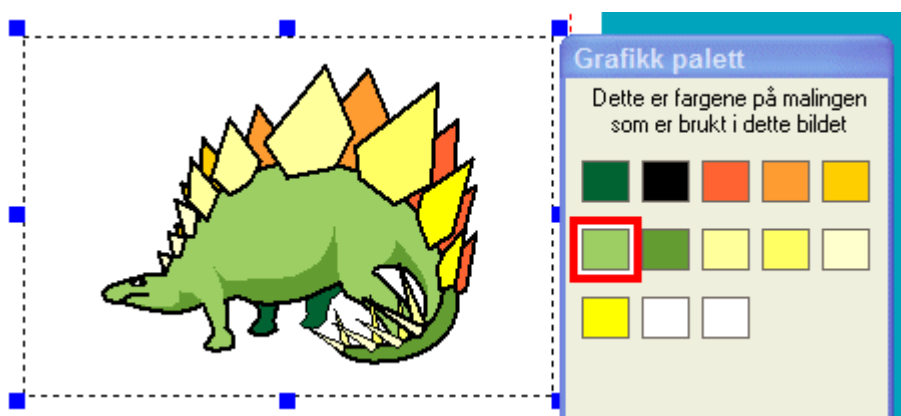 Grafikk palett
Dette er fargene på malingen
som er brukt i dette bildet